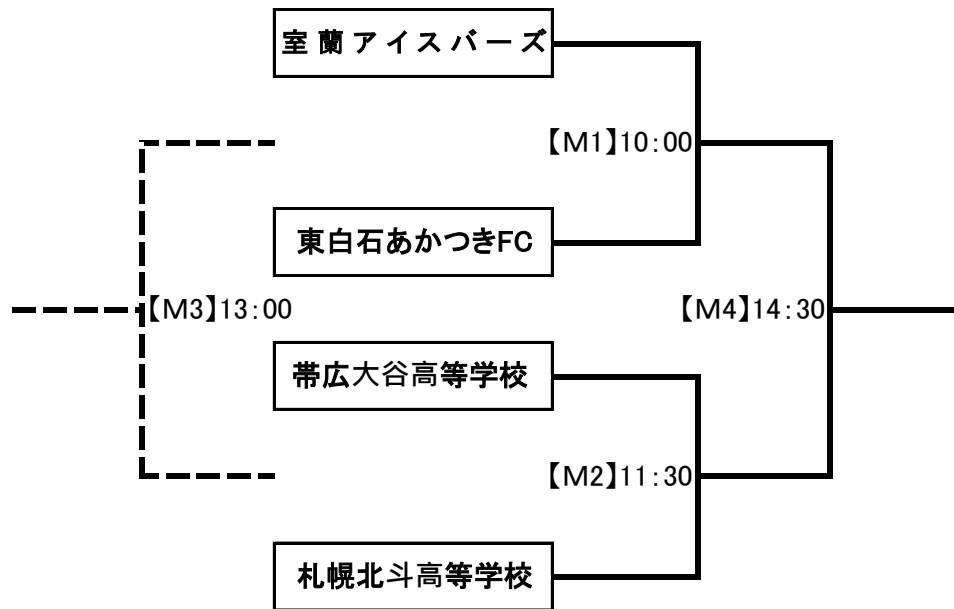 室蘭アイスバーズ
【M1】10:00
東白石あかつきFC
【M3】13:00
【M4】14:30
帯広大谷高等学校
【M2】11:30
札幌北斗高等学校